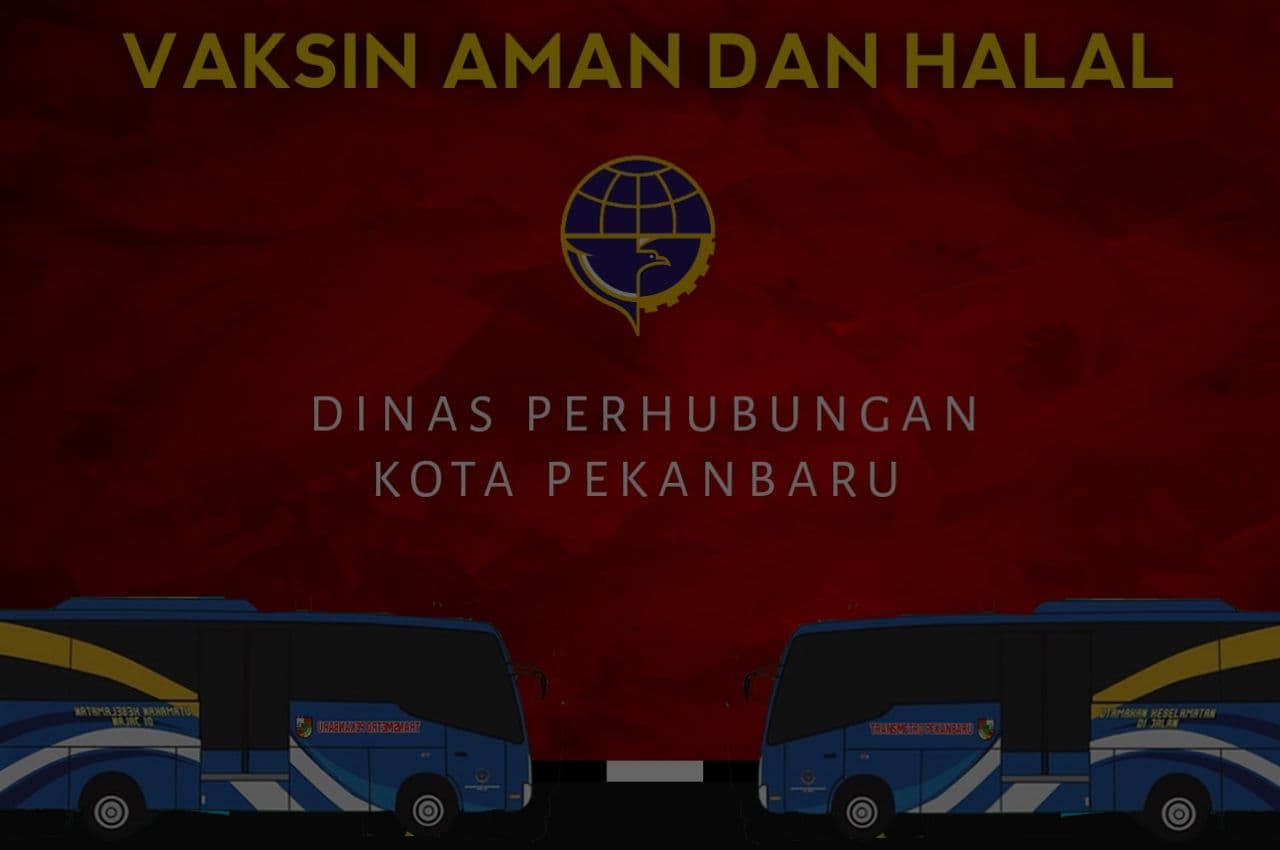 VAKSIN AMAN DAN HALAL
DINAS PERHUBUNGAN
KOTA PEKANBARU
UTAMAKAN KESELAMATAN
DI JALAN
TRANSMETRO PEKANBARU
TRANSMETRO PEKANBARU
UTAMAKAN KESELAMATAN
DI JALAN